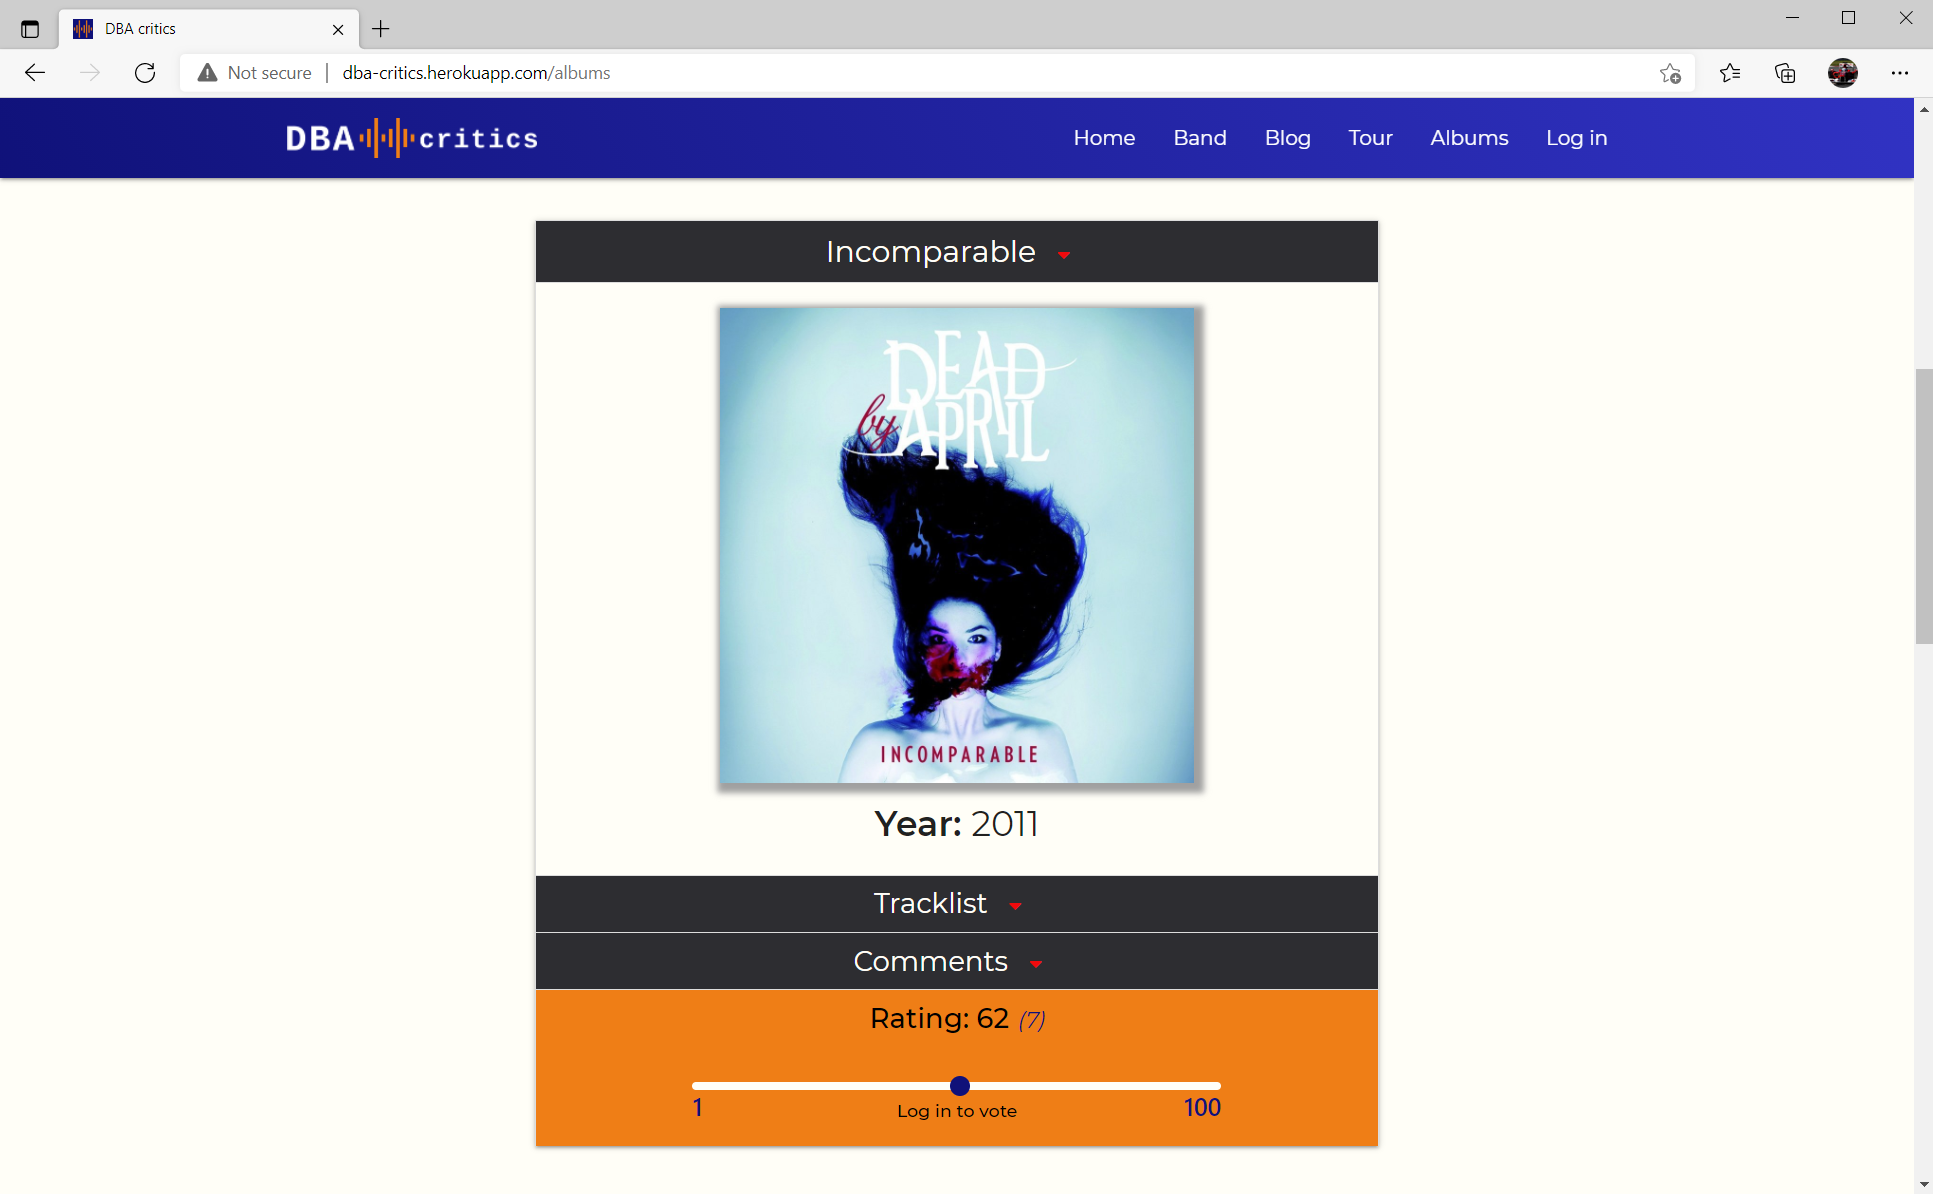 DBA critics
Not secure | dba-critics.herokuapp.com/albums
DBA critics
Home Band Blog Tour Albums Log in
Incomparable
DEAD
by APRIL
INCOMPARABLE
Year: 2011
Tracklist
Comments
Rating: 62 (7)
1 Log in to vote 100